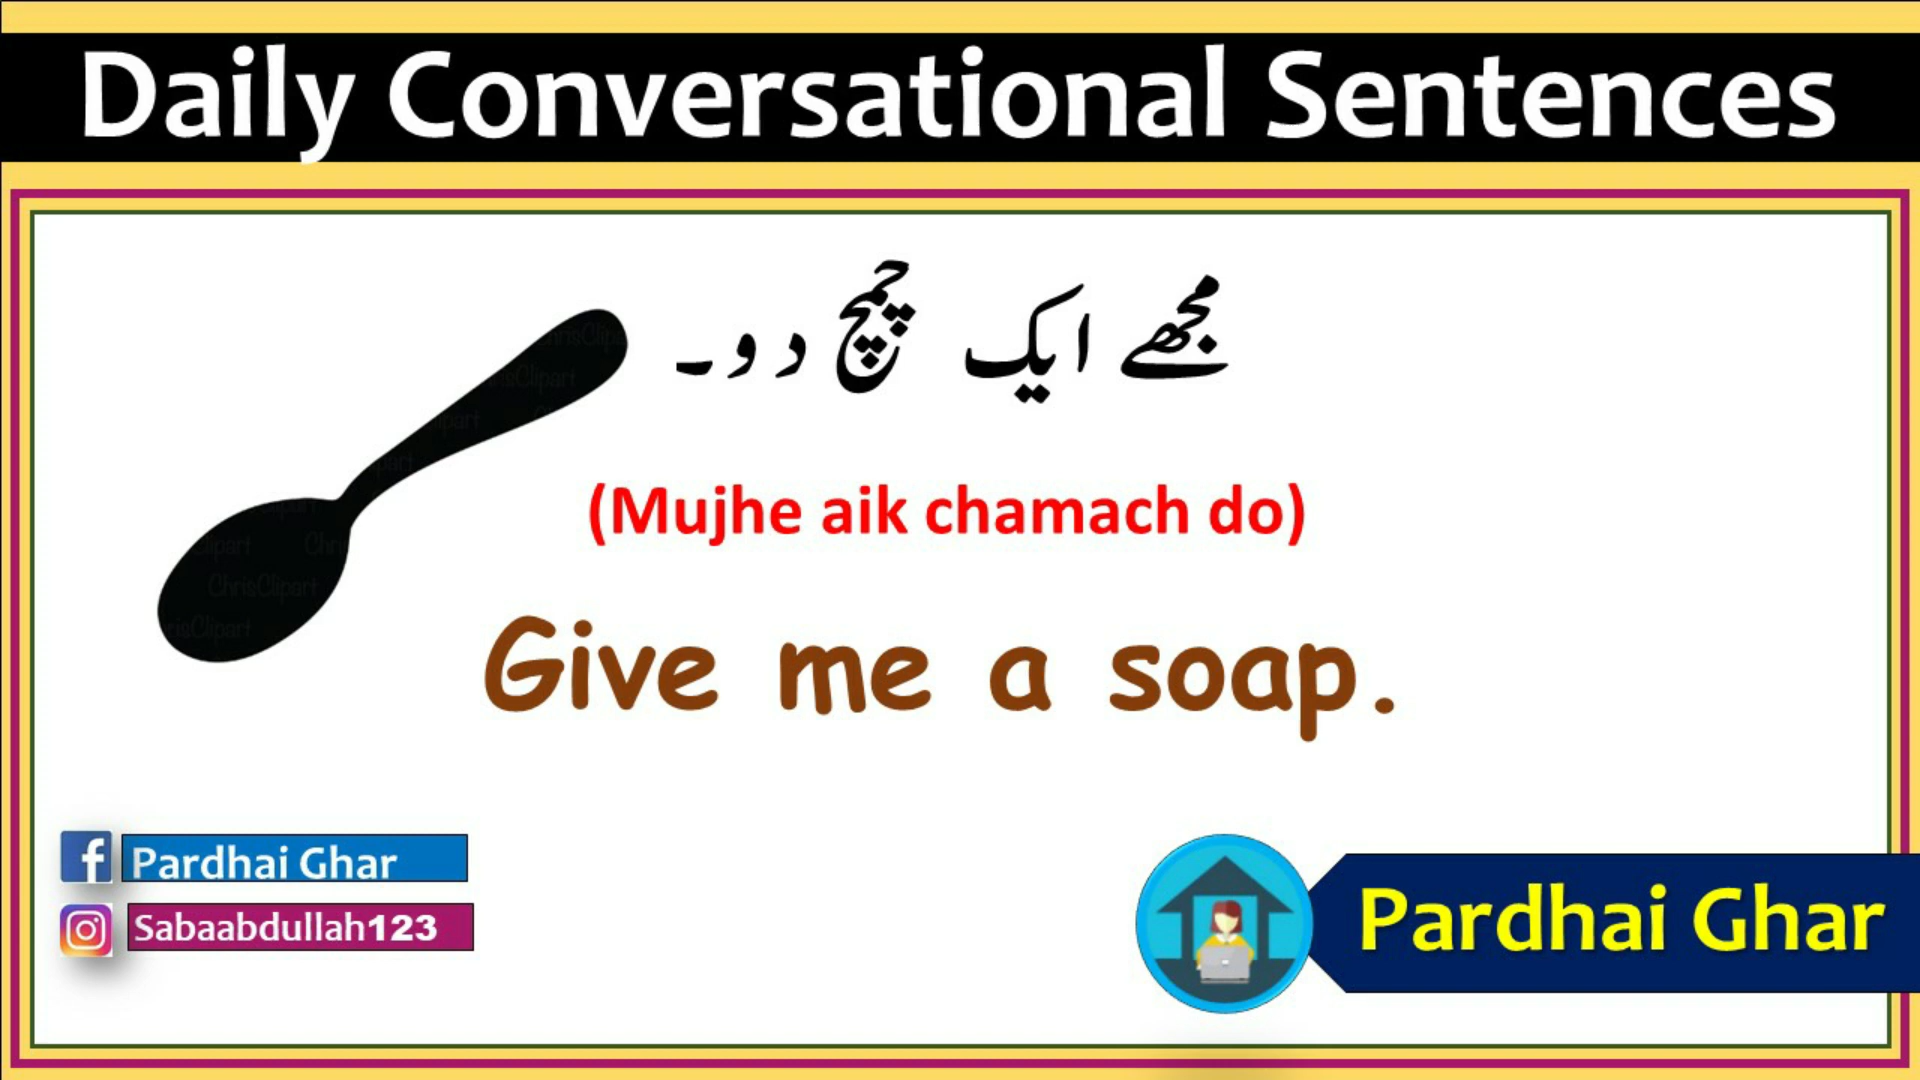 Daily Conversational Sentences
مجھے ایک چمچ دو۔
(Mujhe aik chamach do)
Give me a soap.
Pardhai Ghar
Sabaabdullah123
Pardhai Ghar
ChrisClipart